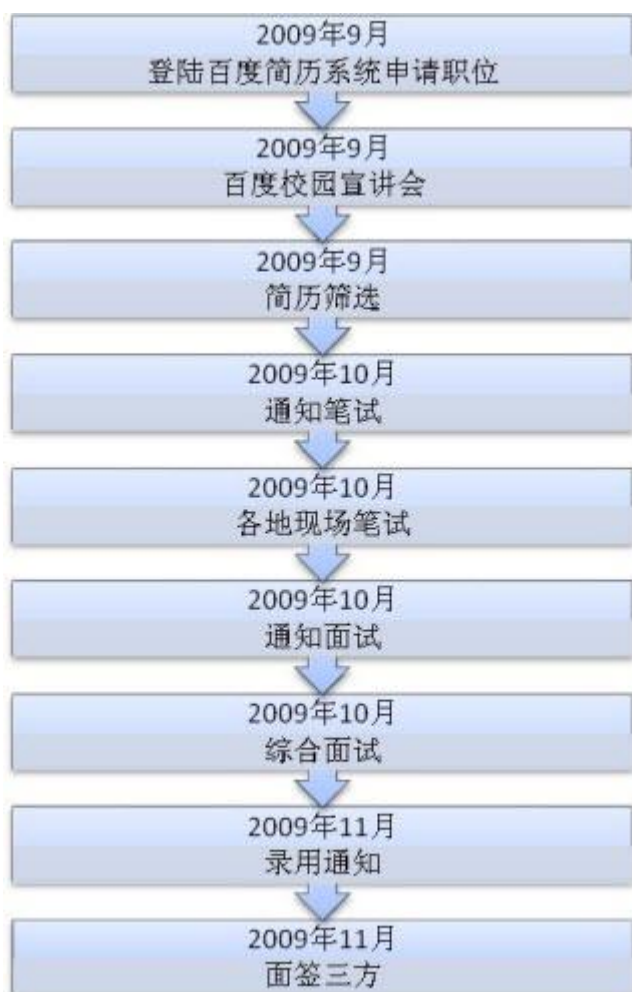 2009年9月
登陆百度简历系统申请职位
2009年9月
百度校园宣讲会
2009年9月
简历筛选
2009年10月
通知笔试
2009年10月
各地现场笔试
2009年10月
通知面试
2009年10月
综合面试
2009年11月
录用通知
2009年11月
面签三方